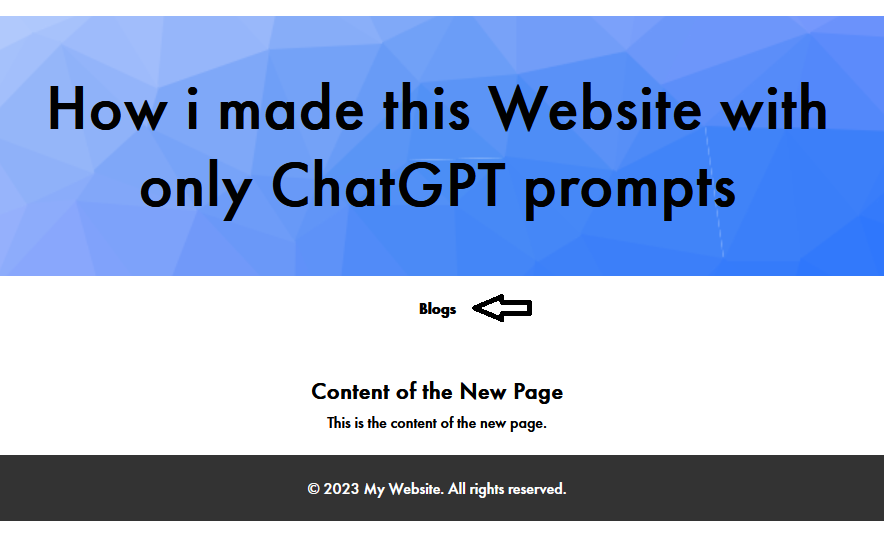 How i made this Website with
only ChatGPT prompts
Blogs
Content of the New Page
This is the content of the new page.
© 2023 My Website. All rights reserved.